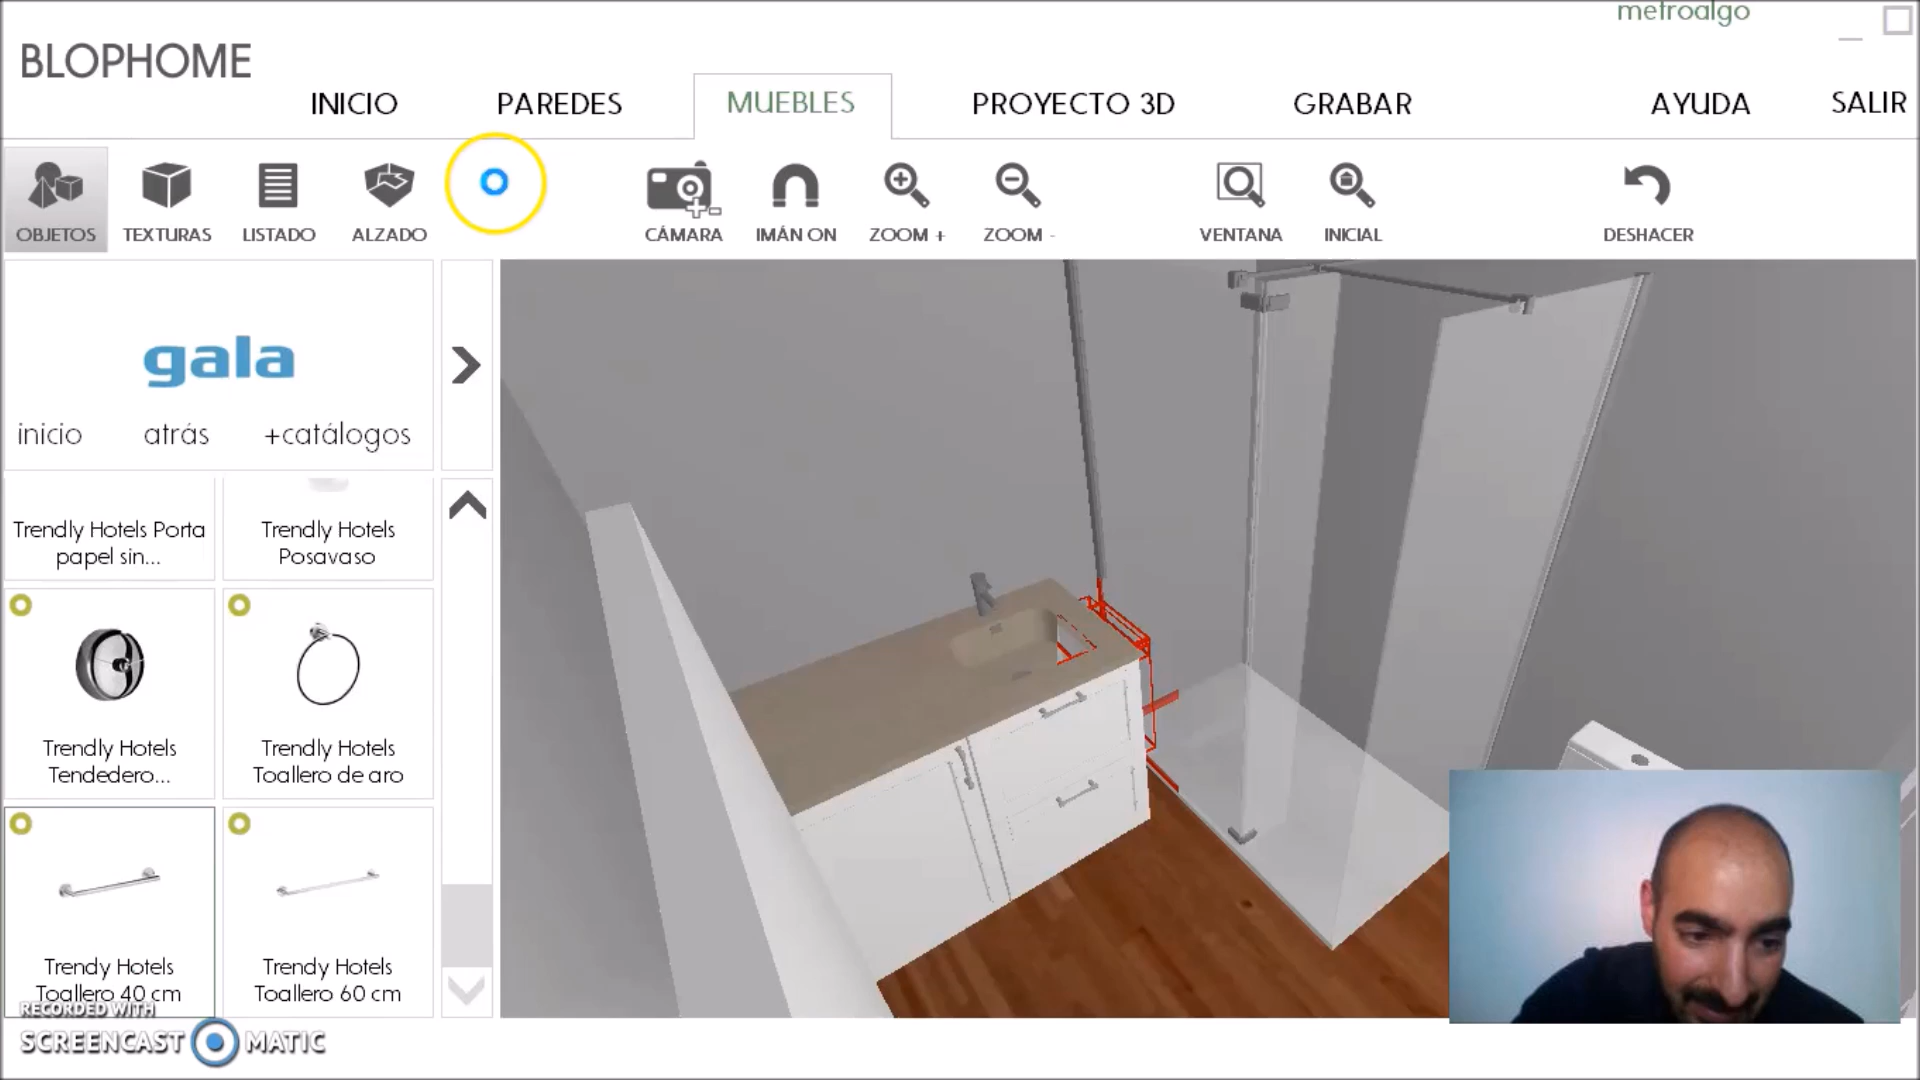 metroalgo
BLOPHOME
INICIO
PAREDES
MUEBLES
PROYECTO 3D
GRABAR
AYUDA
SALIR
OBJETOS
TEXTURAS
LISTADO
ALZADO
CÁMARA
IMÁN ON
ZOOM +
ZOOM -
VENTANA
INICIAL
DESHACER
gala
inicio
atrás
+catálogos
Trendly Hotels Porta
papel sin...
Trendly Hotels
Posavaso
Trendly Hotels
Tendedero...
Trendly Hotels
Toallero de aro
Trendy Hotels
Toallero 40 cm
Trendy Hotels
Toallero 60 cm
RECORDED WITH
SCREENCAST MATIC